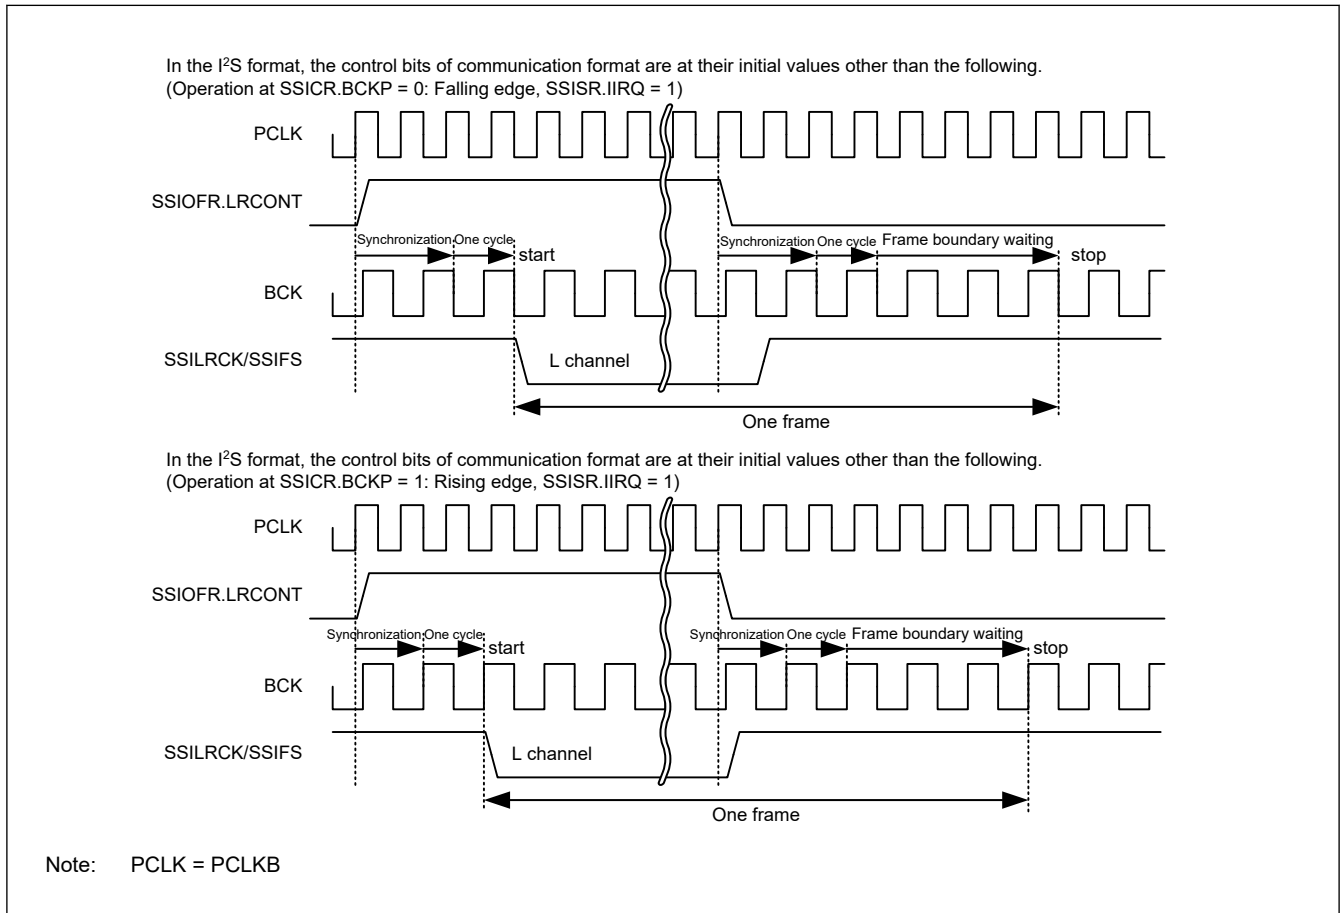 In the I²S format, the control bits of communication format are at their initial values other than the following.
(Operation at SSICR.BCKP = 0: Falling edge, SSISR.IIRQ = 1)
PCLK
SSIOFR.LRCONT
Synchronization One cycle start Synchronization One cycle Frame boundary waiting stop
BCK
SSILRCK/SSIFS L channel
One frame
In the I²S format, the control bits of communication format are at their initial values other than the following.
(Operation at SSICR.BCKP = 1: Rising edge, SSISR.IIRQ = 1)
PCLK
SSIOFR.LRCONT
Synchronization One cycle start Synchronization One cycle Frame boundary waiting stop
BCK
SSILRCK/SSIFS L channel
One frame
Note: PCLK = PCLKB